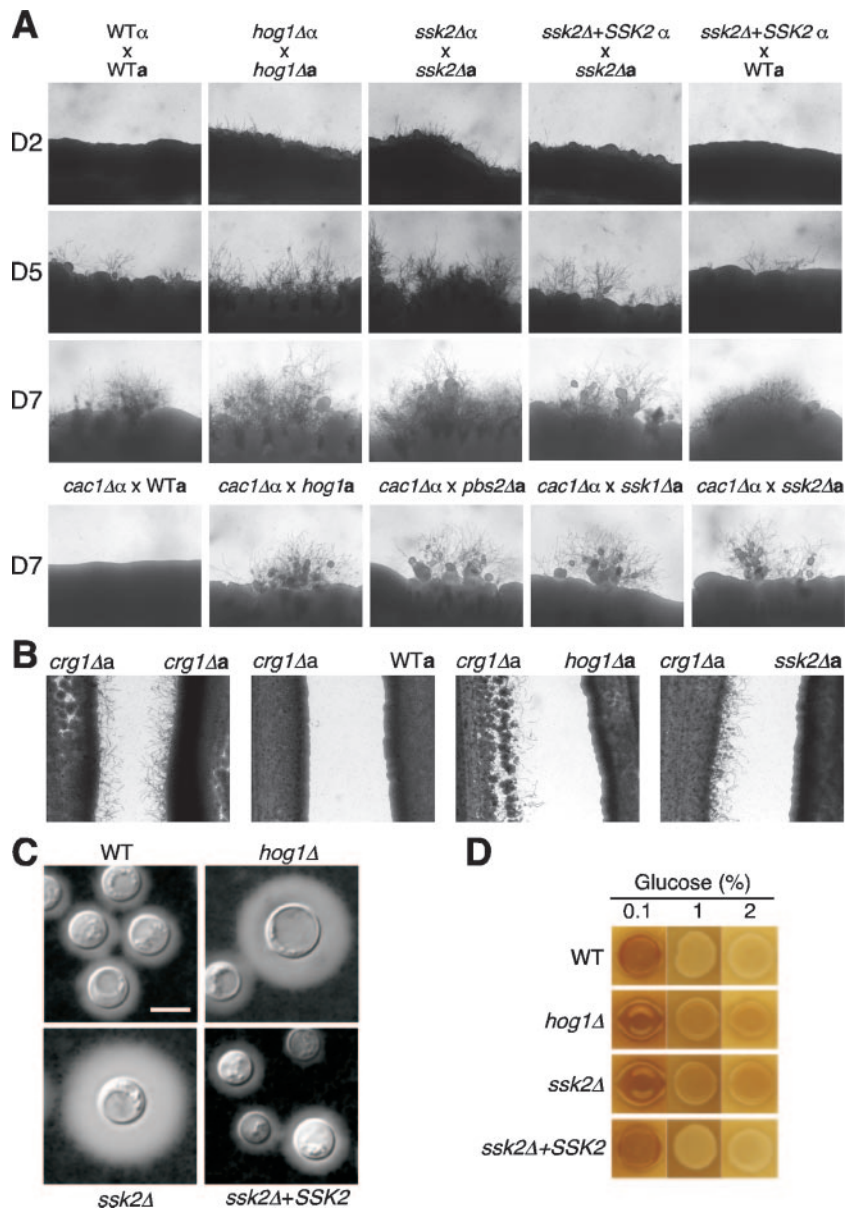 A
WTα hog1Δα ssk2Δα ssk2Δ+SSK2 α ssk2Δ+SSK2 α
x x x x x
WTa hog1Δa ssk2Δa ssk2Δa WTa
D2
D5
D7
cac1Δα x WTa cac1Δα x hog1a cac1Δα x pbs2Δa cac1Δα x ssk1Δa cac1Δα x ssk2Δa
D7
B
crg1Δa crg1Δa crg1Δa WTa crg1Δa hog1Δa crg1Δa ssk2Δa
C
WT hog1Δ
ssk2Δ ssk2Δ+SSK2
D
Glucose (%)
0.1 1 2
WT
hog1Δ
ssk2Δ
ssk2Δ+SSK2